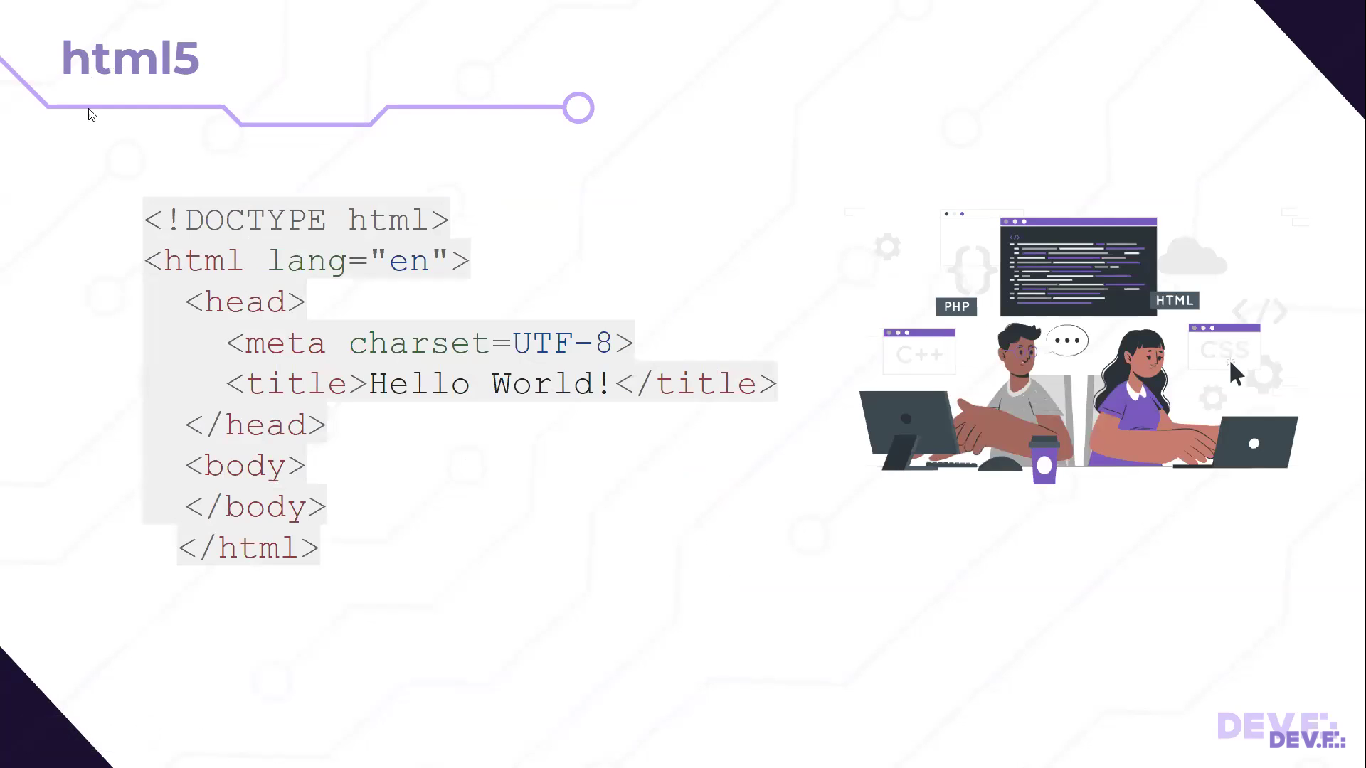 html5
<!DOCTYPE html>
<html lang="en">
<head>
<meta charset=UTF-8>
<title>Hello World!</title>
</head>
<body>
</body>
</html>
{}
PHP
HTML
</>
C++
CSS
DEV.F.:
DEV.F.: